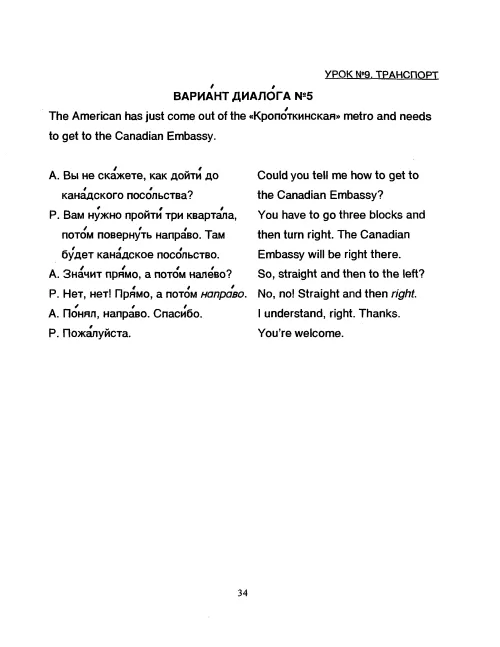 УРОК №9. ТРАНСПОРТ
ВАРИА́НТ ДИАЛО́ГА №5
The American has just come out of the «Кропо́ткинская» metro and needs
to get to the Canadian Embassy.
А. Вы не ска́жете, как дойти́ до
кана́дского посо́льства?
Р. Вам ну́жно пройти́ три кварта́ла,
пото́м поверну́ть напра́во. Там
бу́дет кана́дское посо́льство.
А. Зна́чит пря́мо, а пото́м нале́во?
Р. Нет, нет! Пря́мо, а пото́м напра́во.
А. По́нял, напра́во. Спаси́бо.
Р. Пожа́луйста.
Could you tell me how to get to
the Canadian Embassy?
You have to go three blocks and
then turn right. The Canadian
Embassy will be right there.
So, straight and then to the left?
No, no! Straight and then right.
I understand, right. Thanks.
You're welcome.
34